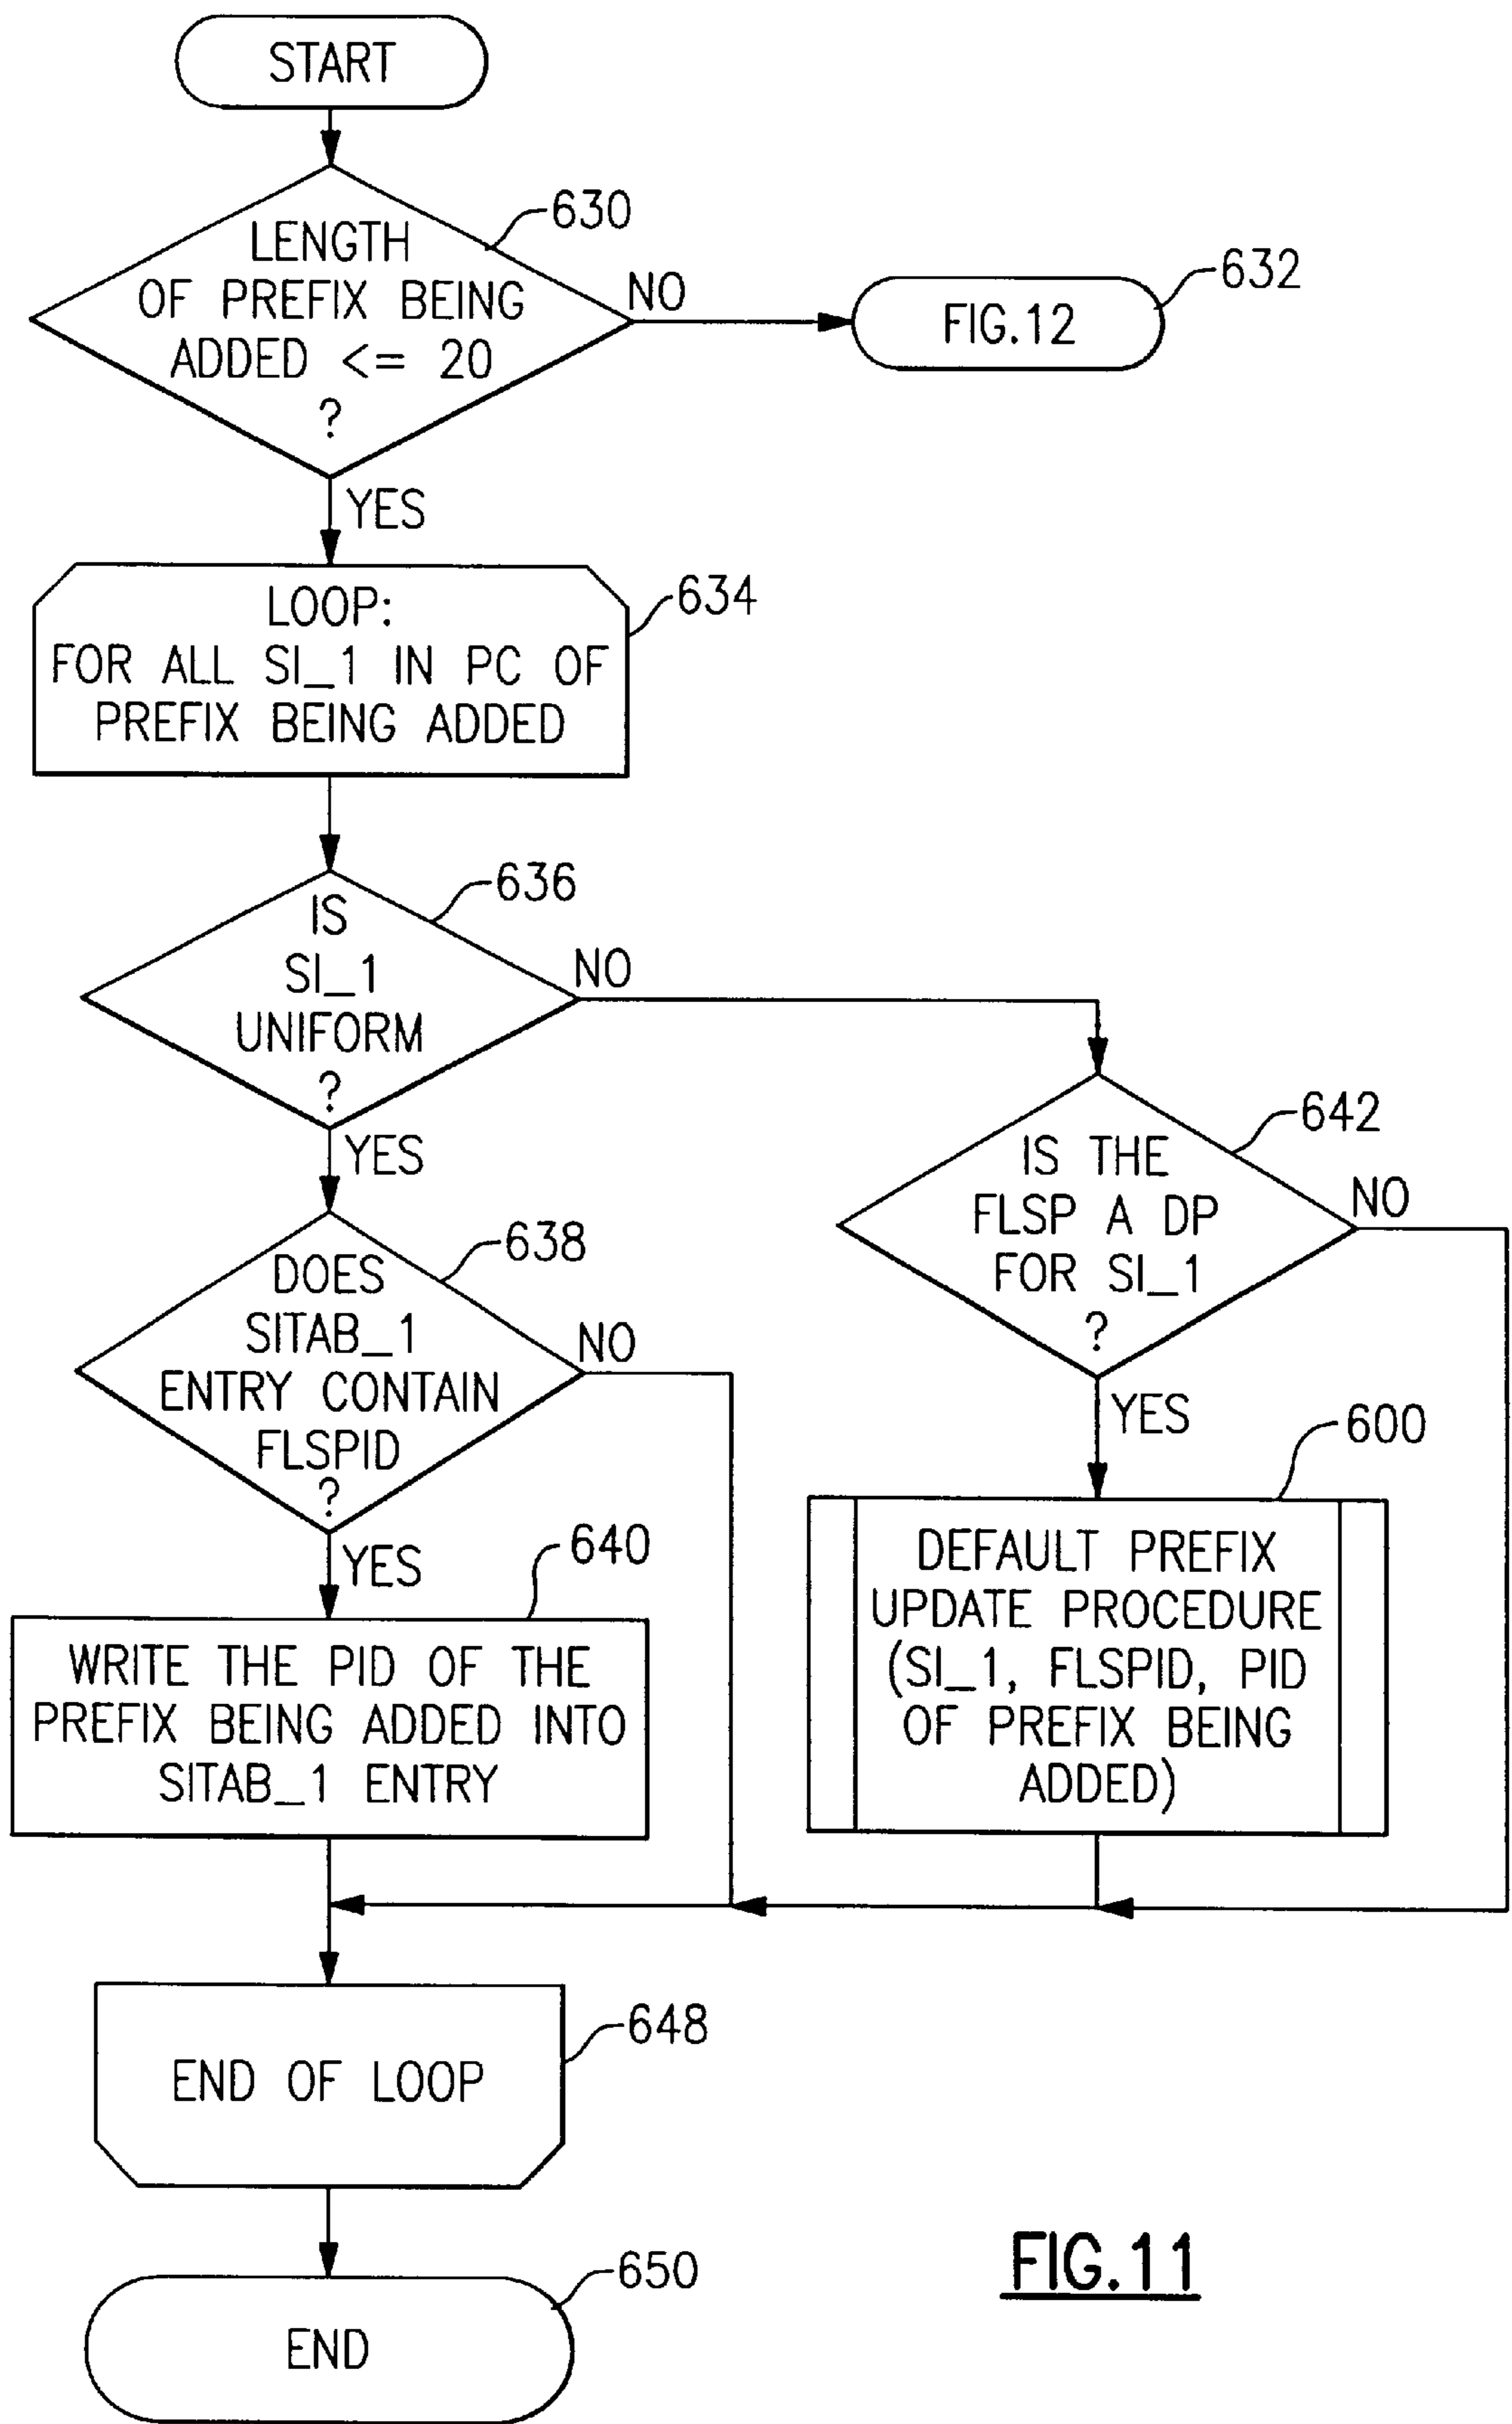 START
630
LENGTH
OF PREFIX BEING
ADDED <= 20
?
NO
FIG.12
632
YES
634
LOOP:
FOR ALL SI_1 IN PC OF
PREFIX BEING ADDED
636
IS
SI_1
UNIFORM
?
NO
YES
642
IS THE
FLSP A DP
FOR SI_1
?
NO
YES
638
DOES
SITAB_1
ENTRY CONTAIN
FLSPID
?
NO
YES
600
DEFAULT PREFIX
UPDATE PROCEDURE
(SI_1, FLSPID, PID
OF PREFIX BEING
ADDED)
640
WRITE THE PID OF THE
PREFIX BEING ADDED INTO
SITAB_1 ENTRY
648
END OF LOOP
650
END
FIG.11